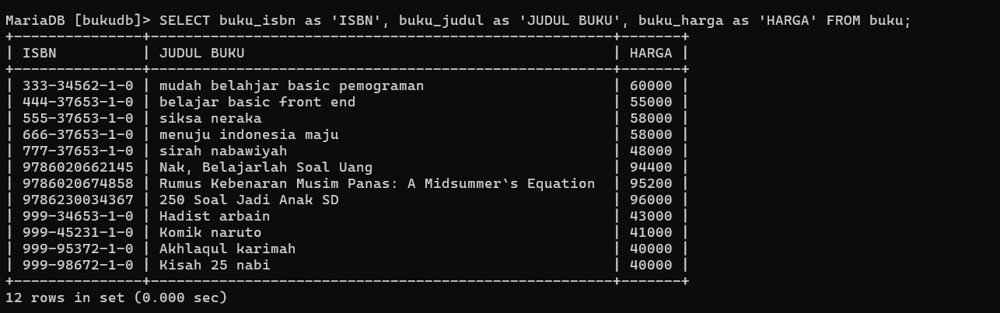 MariaDB [bukudb]> SELECT buku_isbn as 'ISBN', buku_judul as 'JUDUL BUKU', buku_harga as 'HARGA' FROM buku;
+---------------+------------------------------------------------------+-------+
| ISBN          | JUDUL BUKU                                           | HARGA |
+---------------+------------------------------------------------------+-------+
| 333-34562-1-0 | mudah belahjar basic pemograman                      | 60000 |
| 444-37653-1-0 | belajar basic front end                              | 55000 |
| 555-37653-1-0 | siksa neraka                                         | 58000 |
| 666-37653-1-0 | menuju indonesia maju                                | 58000 |
| 777-37653-1-0 | sirah nabawiyah                                      | 48000 |
| 9786020662145 | Nak, Belajarlah Soal Uang                            | 94400 |
| 9786020674858 | Rumus Kebenaran Musim Panas: A Midsummer`s Equation  | 95200 |
| 9786230034367 | 250 Soal Jadi Anak SD                                | 96000 |
| 999-34653-1-0 | Hadist arbain                                        | 43000 |
| 999-45231-1-0 | Komik naruto                                         | 41000 |
| 999-95372-1-0 | Akhlaqul karimah                                     | 40000 |
| 999-98672-1-0 | Kisah 25 nabi                                        | 40000 |
+---------------+------------------------------------------------------+-------+
12 rows in set (0.000 sec)